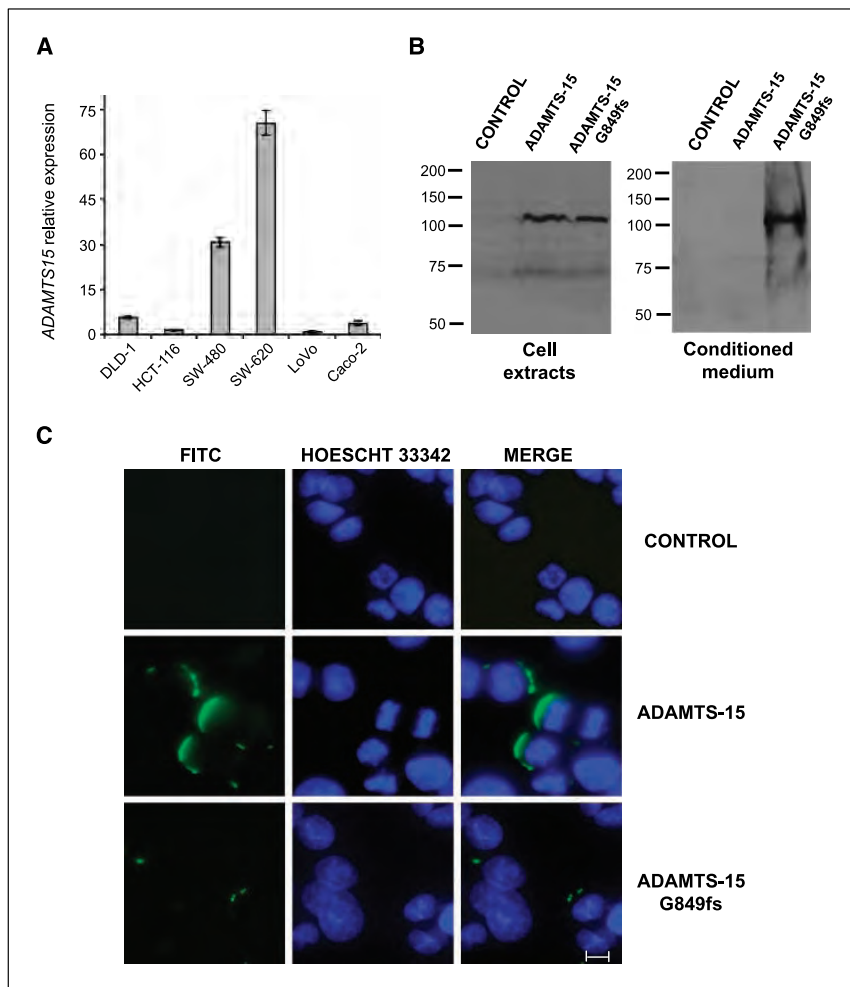 A
ADAMTS15 relative expression
75
60
45
30
15
0
DLD-1
HCT-116
SW-480
SW-620
LoVo
Caco-2
B
CONTROL
ADAMTS-15
ADAMTS-15
G849fs
200
150
100
75
50
Cell
extracts
CONTROL
ADAMTS-15
ADAMTS-15
G849fs
200
150
100
75
50
Conditioned
medium
C
FITC
HOESCHT 33342
MERGE
CONTROL
ADAMTS-15
ADAMTS-15
G849fs